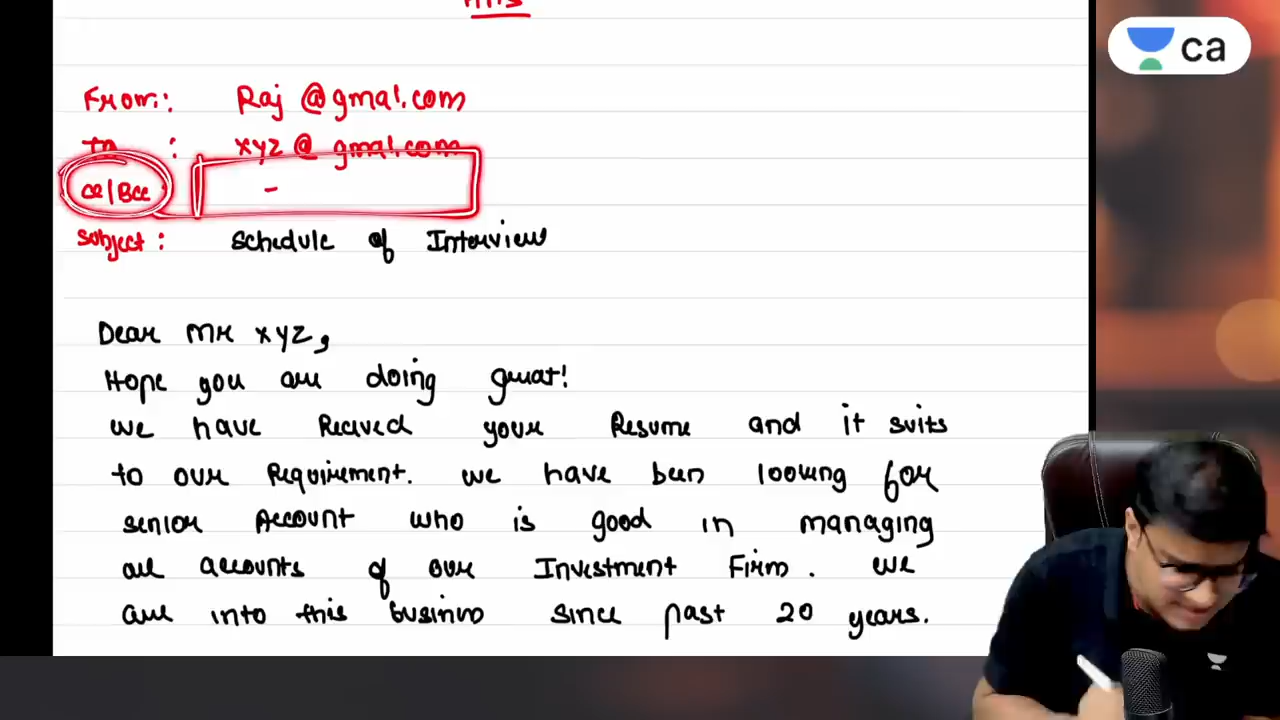 Ans
ca
From: Raj @gmal.com
to : xyz @ gmal.com
CC/Bcc -
Subject: Schedule of Interview
Dear Mr xyz,
Hope you are doing great!
we have Recived your Resume and it suits
to our Requirement. we have been looking for
senior Account who is good in managing
all accounts of our Investment Firm. we
are into this business since past 20 years.